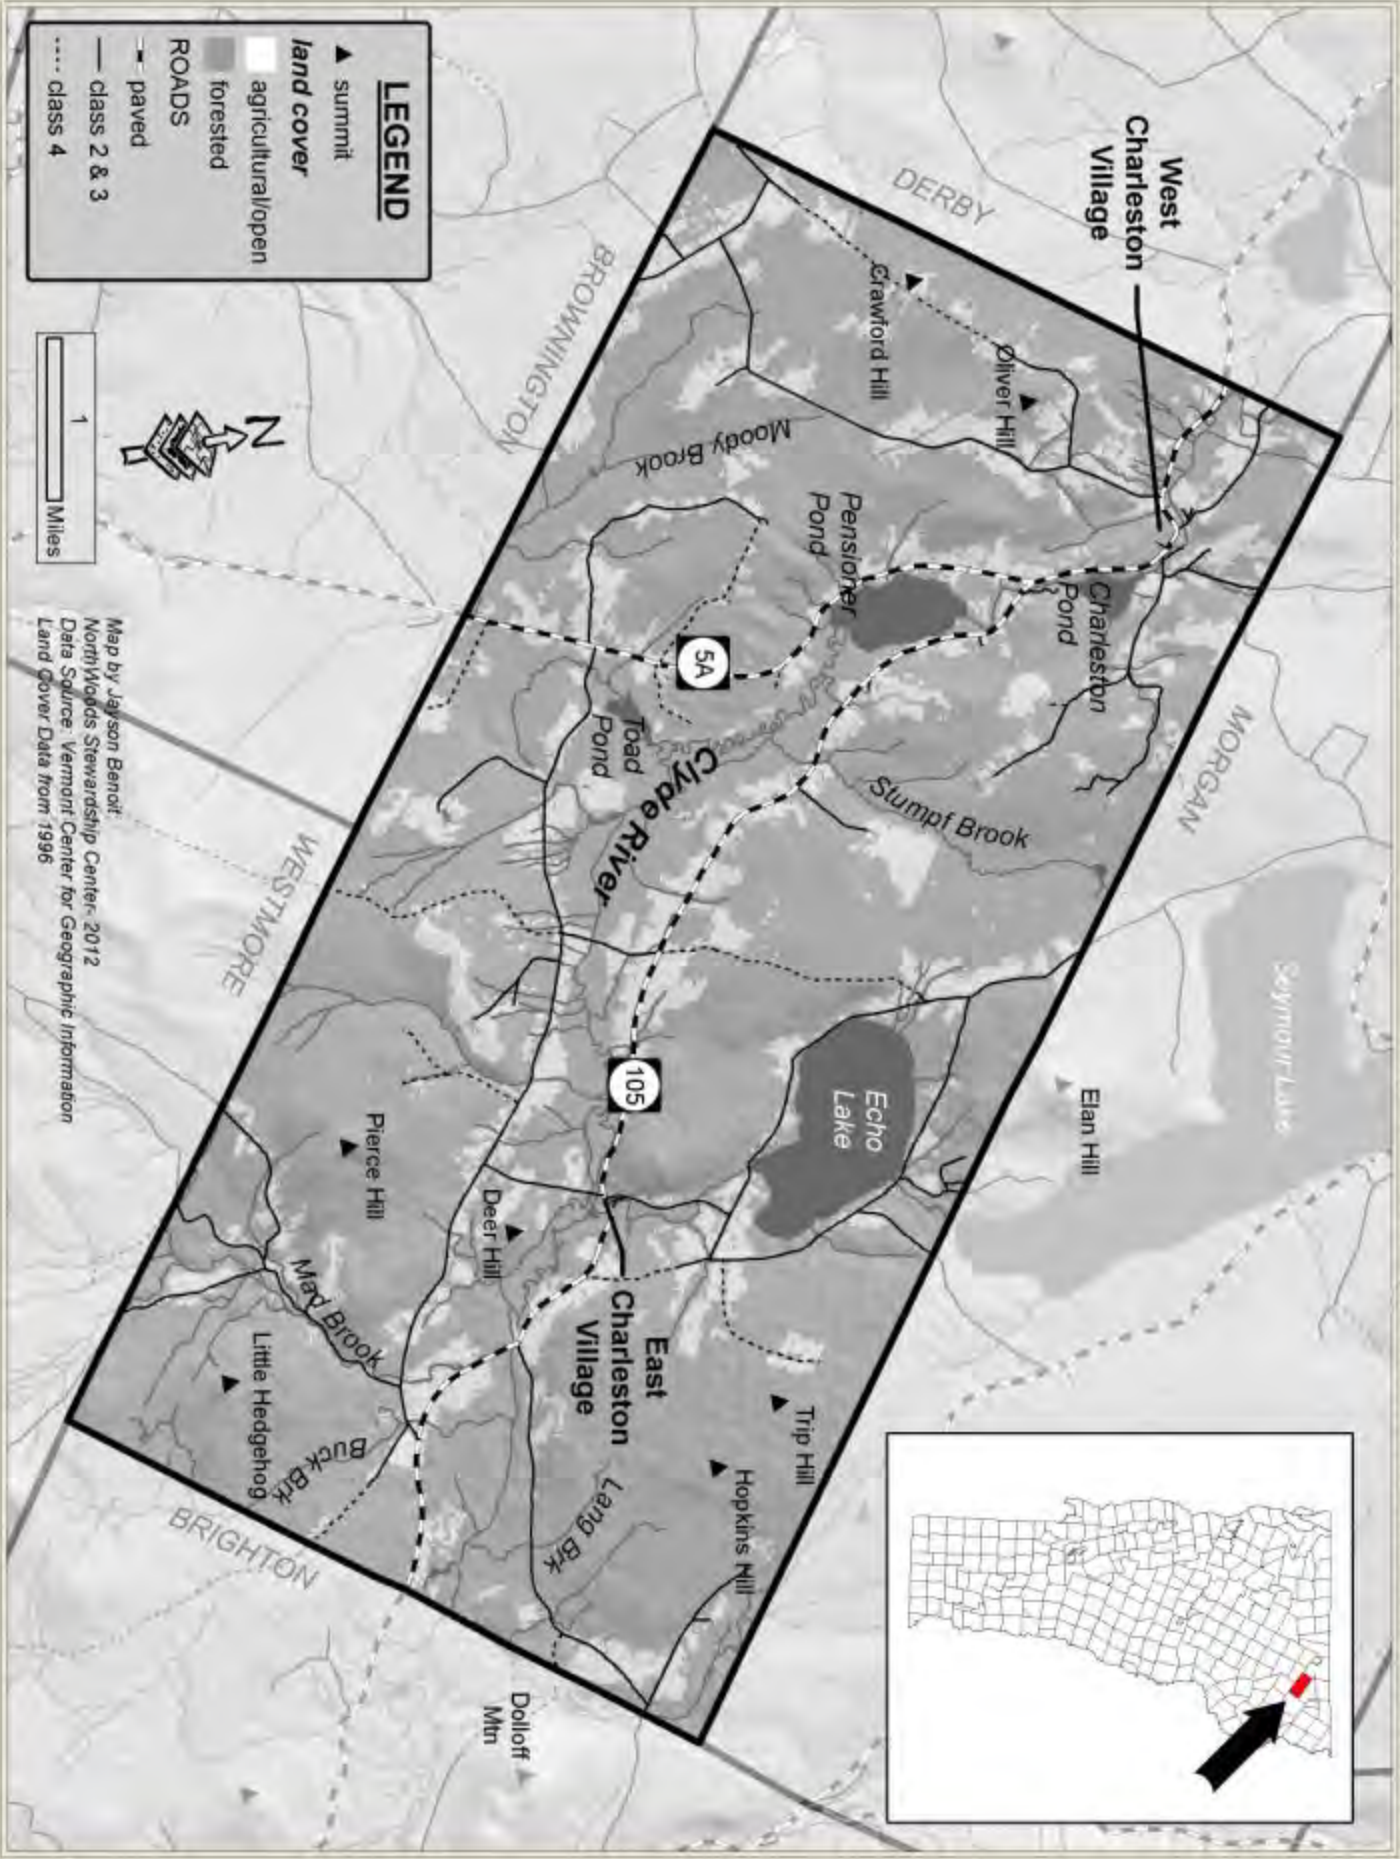 LEGEND
summit
land cover
agricultural/open
forested
ROADS
paved
class 2 & 3
class 4
1
Miles
N
Map by Jayson Benoit
NorthWoods Stewardship Center- 2012
Data Source: Vermont Center for Geographic Information
Land Cover Data from 1996
West
Charleston
Village
DERBY
Crawford Hill
Oliver Hill
BROWNINGTON
Moody Brook
Pensioner
Pond
Charleston
Pond
MORGAN
5A
Toad
Pond
Clyde River
Stumpf Brook
Seymour Lake
WESTMORE
105
Echo
Lake
Elan Hill
Pierce Hill
Deer Hill
Mad Brook
East
Charleston
Village
Little Hedgehog
Buck Brk
Trip Hill
Hopkins Hill
Lang Brk
BRIGHTON
Dolloff
Mtn